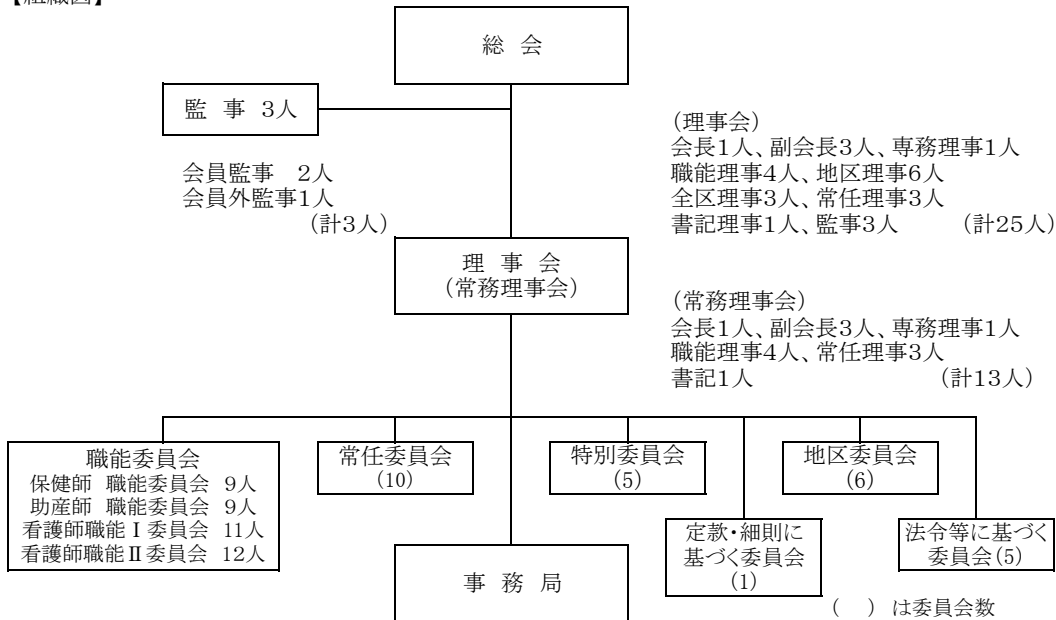 【組織図】
総 会
監 事 3人
会員監事 2人
会員外監事1人
(計3人)
(理事会)
会長1人、副会長3人、専務理事1人
職能理事4人、地区理事6人
全区理事3人、常任理事3人
書記理事1人、監事3人 (計25人)
理 事 会
(常務理事会)
(常務理事会)
会長1人、副会長3人、専務理事1人
職能理事4人、常任理事3人
書記1人 (計13人)
職能委員会
保健師 職能委員会 9人
助産師 職能委員会 9人
看護師職能Ⅰ委員会 11人
看護師職能Ⅱ委員会 12人
常任委員会
(10)
特別委員会
(5)
地区委員会
(6)
定款・細則に
基づく委員会
(1)
法令等に基づく
委員会(5)
事 務 局
( ) は委員会数